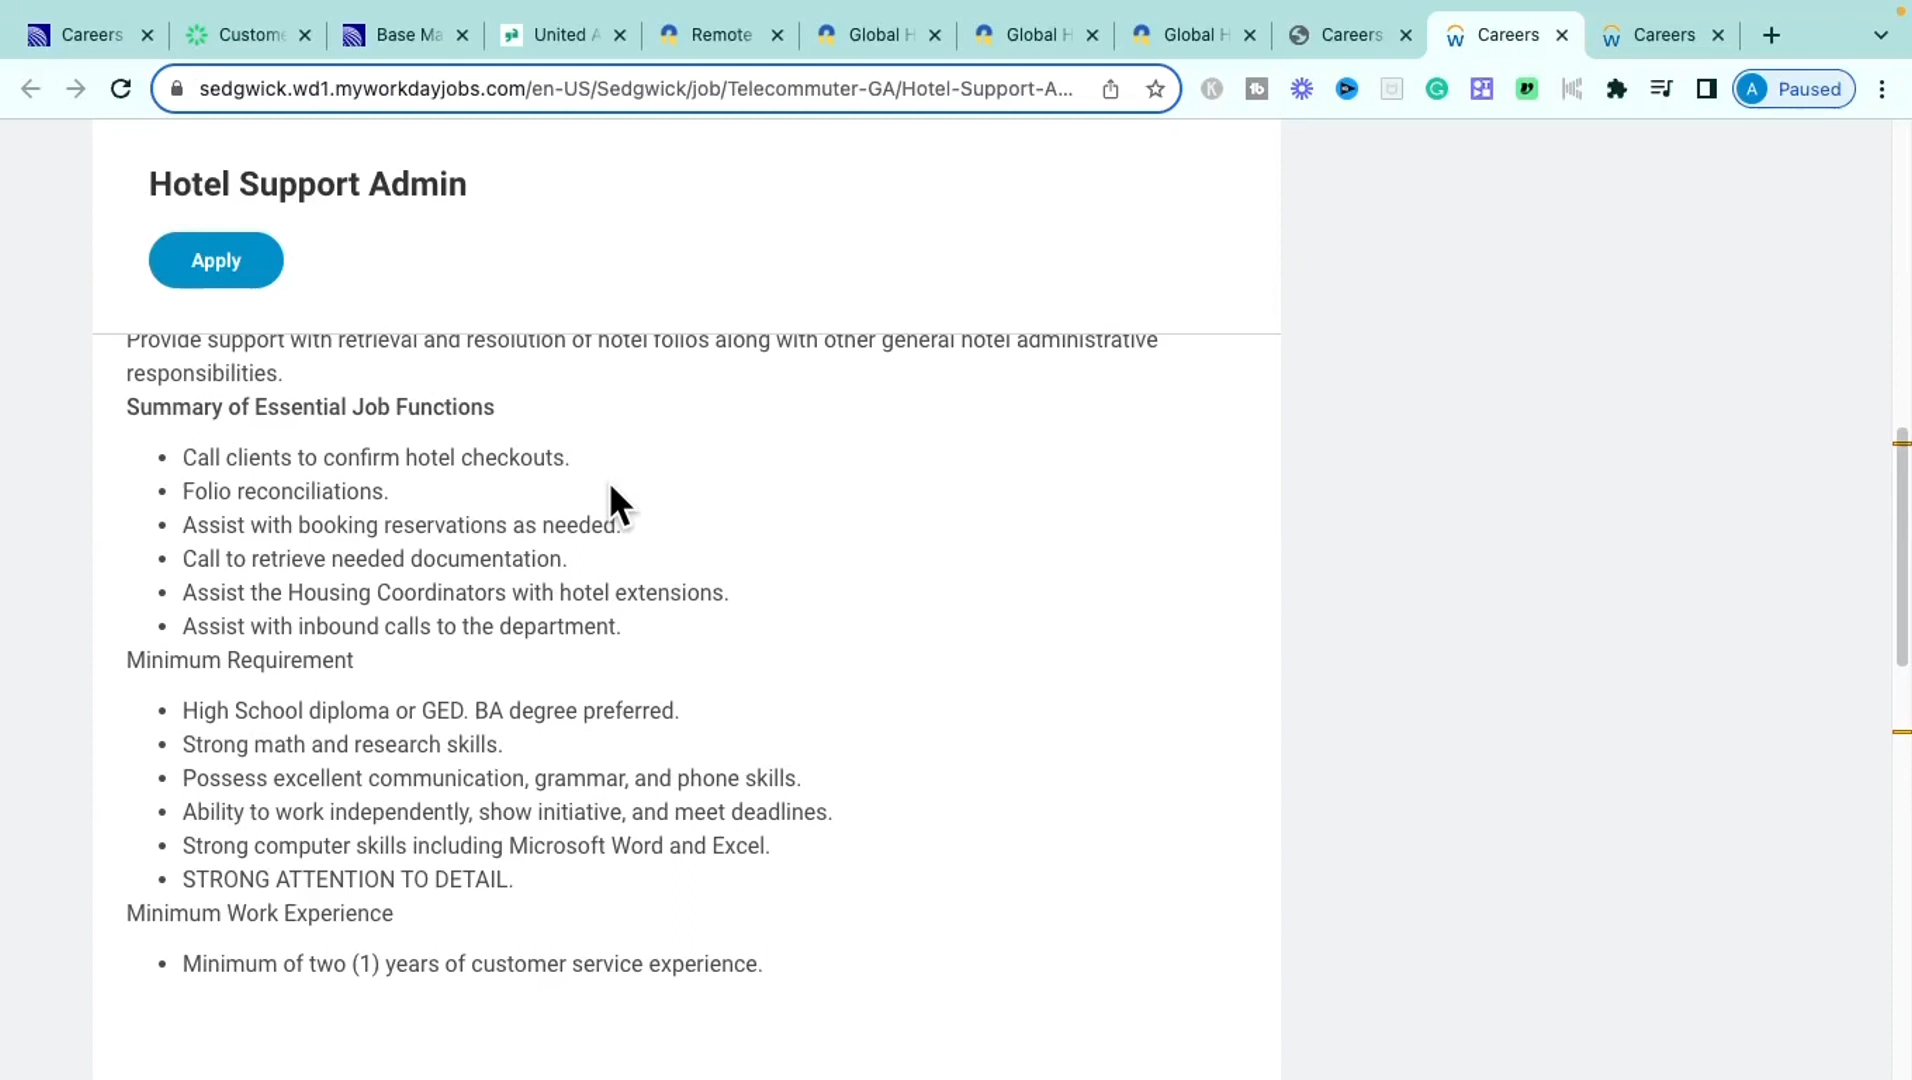 Careers
Custome
Base Ma
United A
Remote
Global H
Global H
Global H
Careers
Careers
Careers
sedgwick.wd1.myworkdayjobs.com/en-US/Sedgwick/job/Telecommuter-GA/Hotel-Support-A...
A Paused
Hotel Support Admin
Apply
Provide support with retrieval and resolution of hotel folios along with other general hotel administrative
responsibilities.
Summary of Essential Job Functions
• Call clients to confirm hotel checkouts.
• Folio reconciliations.
• Assist with booking reservations as needed.
• Call to retrieve needed documentation.
• Assist the Housing Coordinators with hotel extensions.
• Assist with inbound calls to the department.
Minimum Requirement
• High School diploma or GED. BA degree preferred.
• Strong math and research skills.
• Possess excellent communication, grammar, and phone skills.
• Ability to work independently, show initiative, and meet deadlines.
• Strong computer skills including Microsoft Word and Excel.
• STRONG ATTENTION TO DETAIL.
Minimum Work Experience
• Minimum of two (1) years of customer service experience.